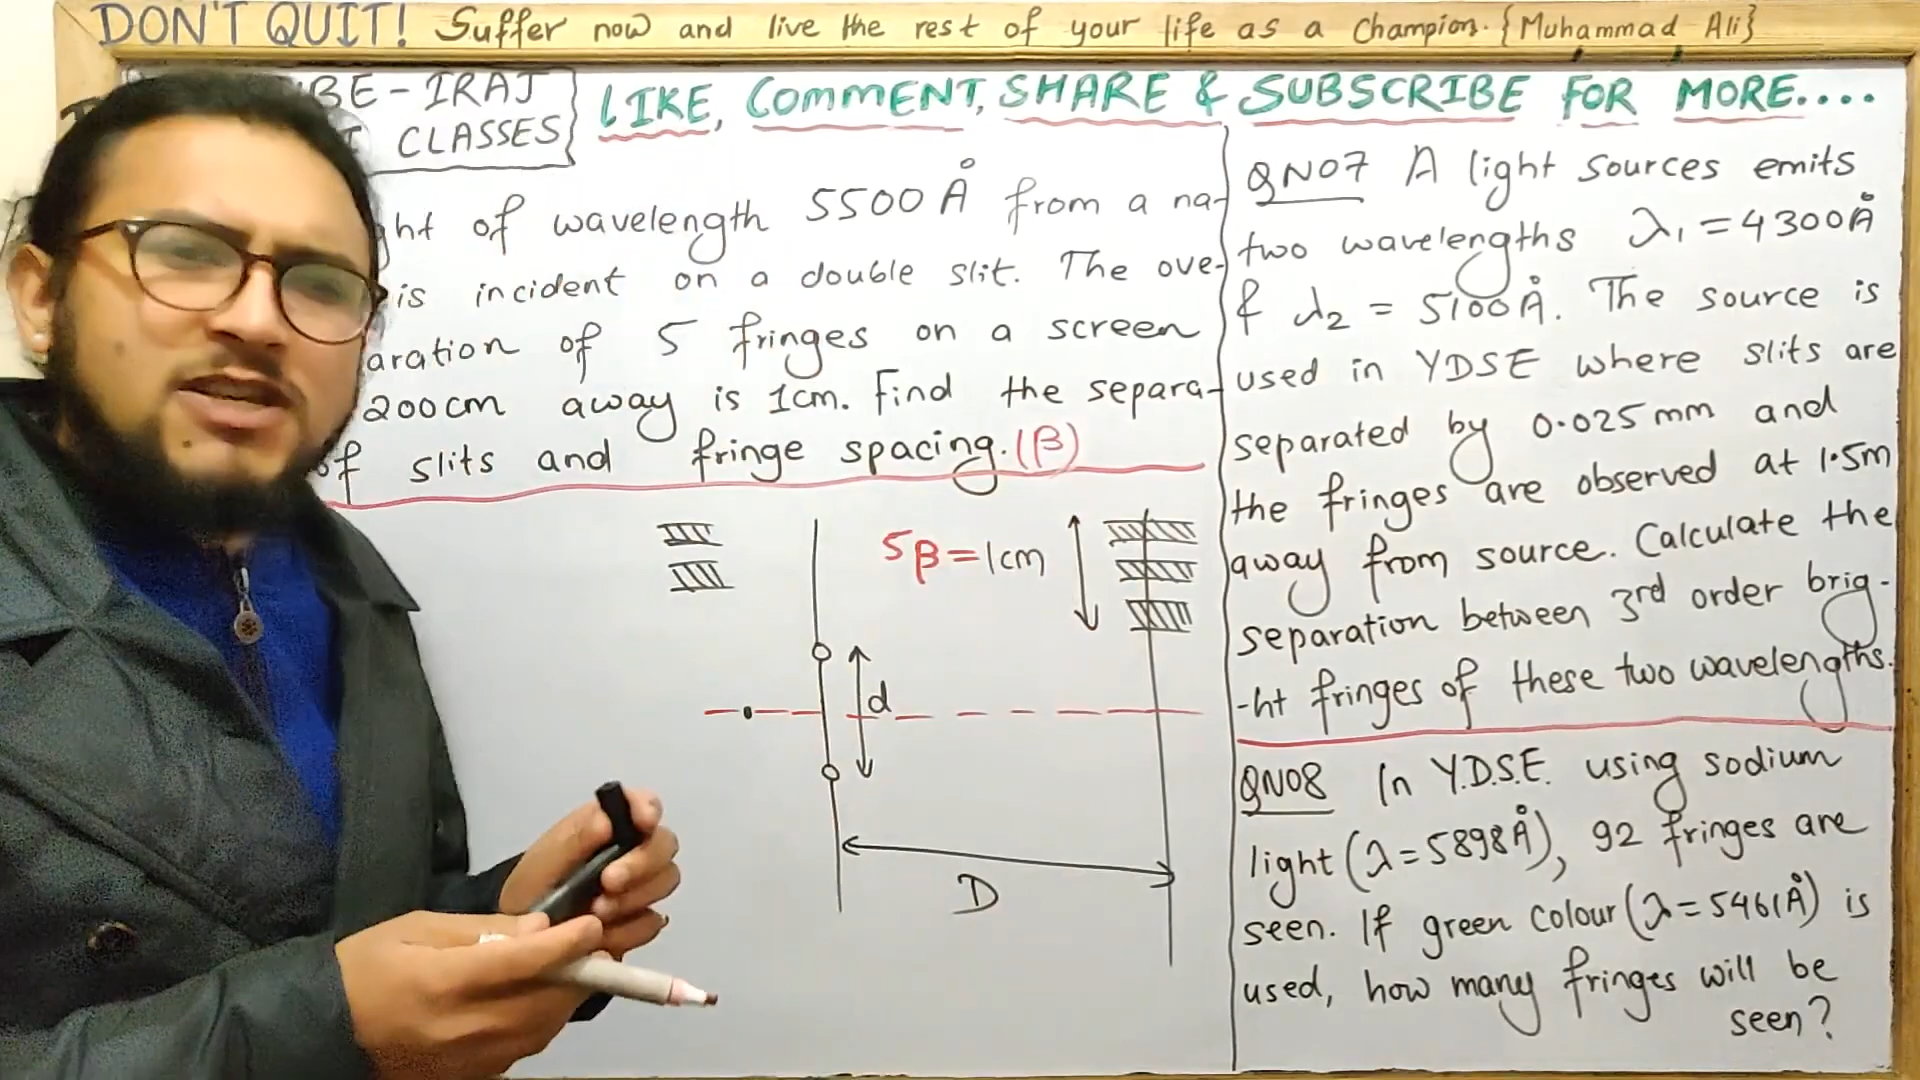 DON'T QUIT! Suffer now and live the rest of your life as a Champion. {Muhammad Ali}
BE-IRAJ
CLASSES
LIKE, COMMENT, SHARE & SUBSCRIBE FOR MORE....
ht of wavelength 5500Å from a na-
is incident on a double slit. The ove-
aration of 5 fringes on a screen
200cm away is 1cm. Find the separa-
of slits and fringe spacing. (β)
5β=1cm
d
D
QN07 A light sources emits
two wavelengths λ₁ = 4300Å
& λ₂ = 5100Å. The source is
used in YDSE where slits are
separated by 0.025mm and
the fringes are observed at 1.5m
away from source. Calculate the
separation between 3rd order brig-
-ht fringes of these two wavelengths.
QN08 In Y.D.S.E. using sodium
light (λ=5898Å), 92 fringes are
seen. If green colour (λ=5461Å) is
used, how many fringes will be
seen?